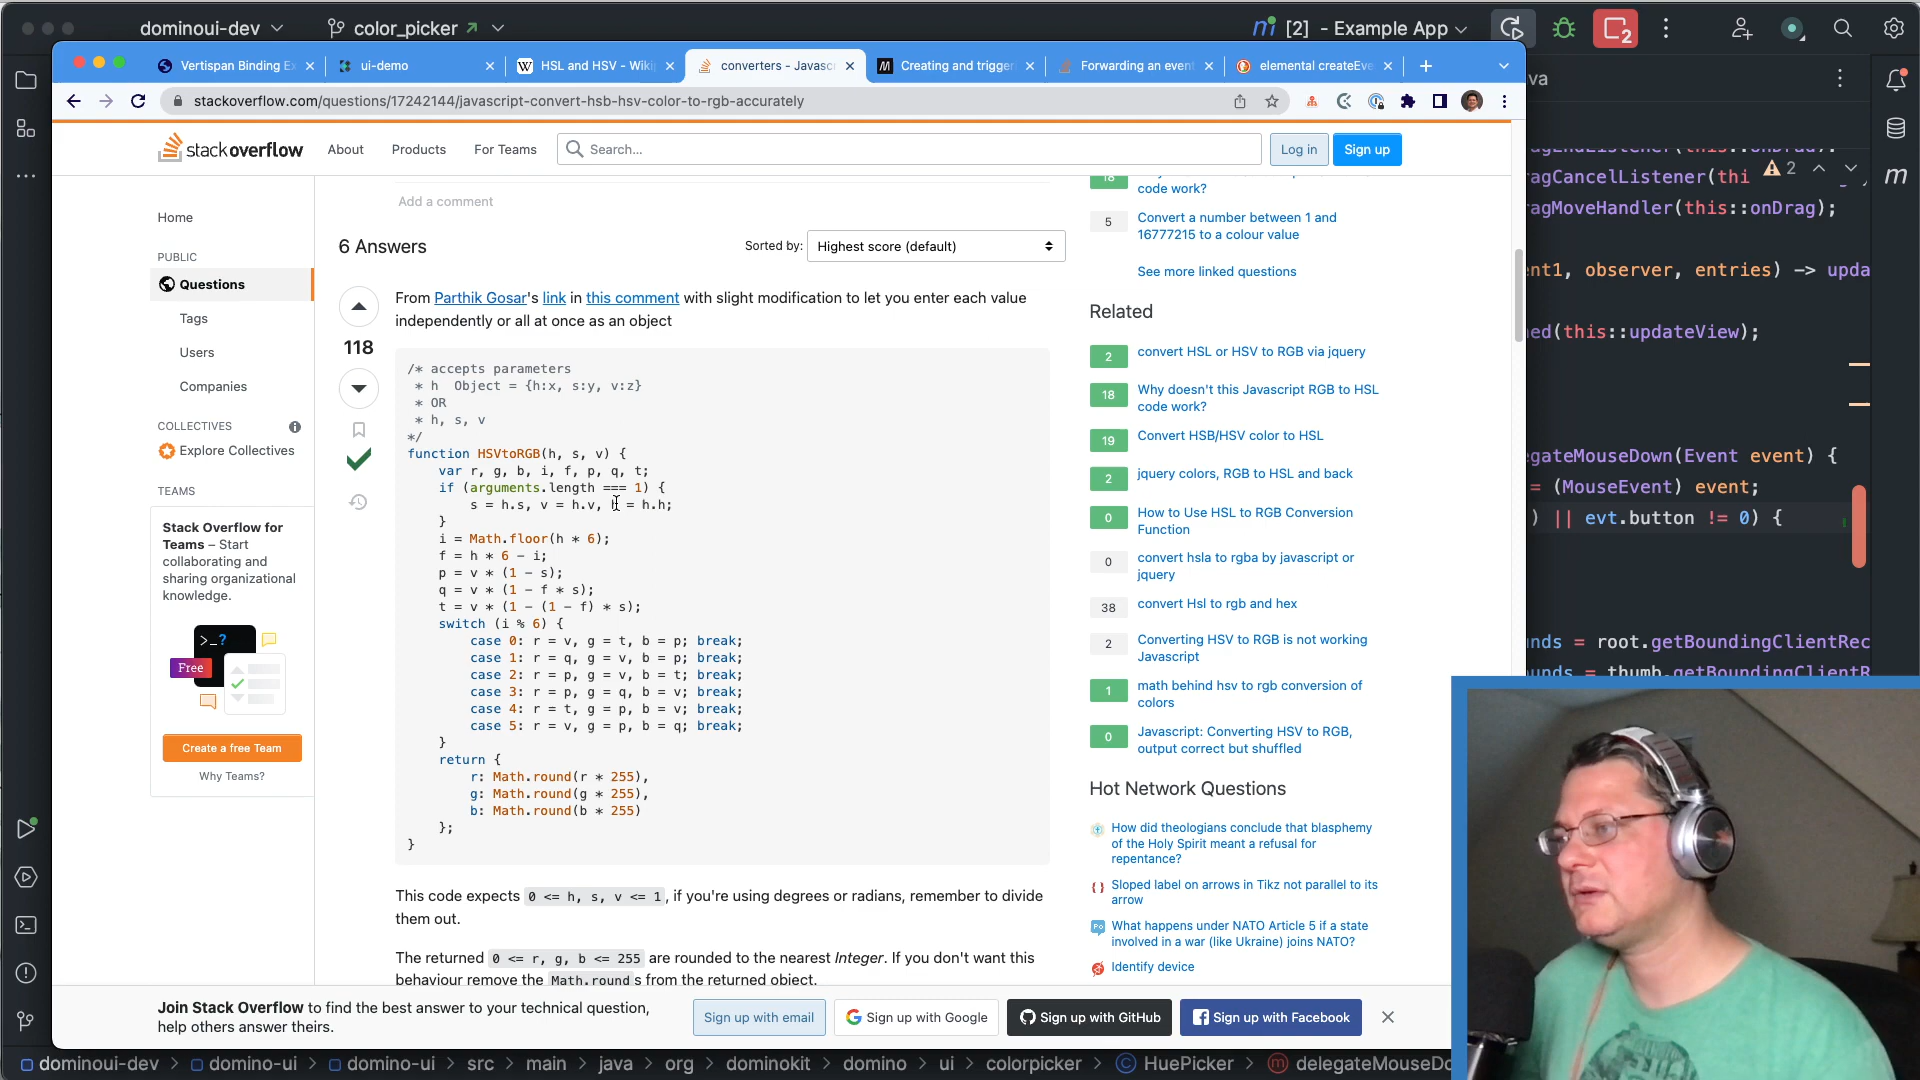 dominoui-dev
color_picker
[2] - Example App
2
Vertispan Binding Ex
ui-demo
HSL and HSV - Wiki
converters - Javasc
Creating and trigger
Forwarding an event
elemental createEve
stackoverflow.com/questions/17242144/javascript-convert-hsb-hsv-color-to-rgb-accurately
stackoverflow
About
Products
For Teams
Search...
Log in
Sign up
Home
PUBLIC
Questions
Tags
Users
Companies
COLLECTIVES
Explore Collectives
TEAMS
Stack Overflow for
Teams – Start
collaborating and
sharing organizational
knowledge.
Free
Create a free Team
Why Teams?
Add a comment
6 Answers
Sorted by:
Highest score (default)
118
From Parthik Gosar's link in this comment with slight modification to let you enter each value
independently or all at once as an object
/* accepts parameters
* h  Object = {h:x, s:y, v:z}
* OR
* h, s, v
*/
function HSVtoRGB(h, s, v) {
var r, g, b, i, f, p, q, t;
if (arguments.length === 1) {
s = h.s, v = h.v, h = h.h;
}
i = Math.floor(h * 6);
f = h * 6 - i;
p = v * (1 - s);
q = v * (1 - f * s);
t = v * (1 - (1 - f) * s);
switch (i % 6) {
case 0: r = v, g = t, b = p; break;
case 1: r = q, g = v, b = p; break;
case 2: r = p, g = v, b = t; break;
case 3: r = p, g = q, b = v; break;
case 4: r = t, g = p, b = v; break;
case 5: r = v, g = p, b = q; break;
}
return {
r: Math.round(r * 255),
g: Math.round(g * 255),
b: Math.round(b * 255)
};
}
This code expects 0 <= h, s, v <= 1, if you're using degrees or radians, remember to divide
them out.
The returned 0 <= r, g, b <= 255 are rounded to the nearest Integer. If you don't want this
behaviour remove the Math.rounds from the returned object.
18
code work?
5
Convert a number between 1 and
16777215 to a colour value
See more linked questions
Related
2
convert HSL or HSV to RGB via jquery
18
Why doesn't this Javascript RGB to HSL
code work?
19
Convert HSB/HSV color to HSL
2
jquery colors, RGB to HSL and back
0
How to Use HSL to RGB Conversion
Function
0
convert hsla to rgba by javascript or
jquery
38
convert Hsl to rgb and hex
2
Converting HSV to RGB is not working
Javascript
1
math behind hsv to rgb conversion of
colors
0
Javascript: Converting HSV to RGB,
output correct but shuffled
Hot Network Questions
How did theologians conclude that blasphemy
of the Holy Spirit meant a refusal for
repentance?
Sloped label on arrows in Tikz not parallel to its
arrow
What happens under NATO Article 5 if a state
involved in a war (like Ukraine) joins NATO?
Identify device
Join Stack Overflow to find the best answer to your technical question,
help others answer theirs.
Sign up with email
Sign up with Google
Sign up with GitHub
Sign up with Facebook
va
2
agCancelListener(thi
agMoveHandler(this::onDrag);
ent1, observer, entries) -> upda
ed(this::updateView);
egateMouseDown(Event event) {
= (MouseEvent) event;
) || evt.button != 0) {
nds = root.getBoundingClientRec
unds = thumb.getBoundingClientR
m
dominoui-dev > domino-ui > domino-ui > src > main > java > org > dominokit > domino > ui > colorpicker > HuePicker > delegateMouseDo